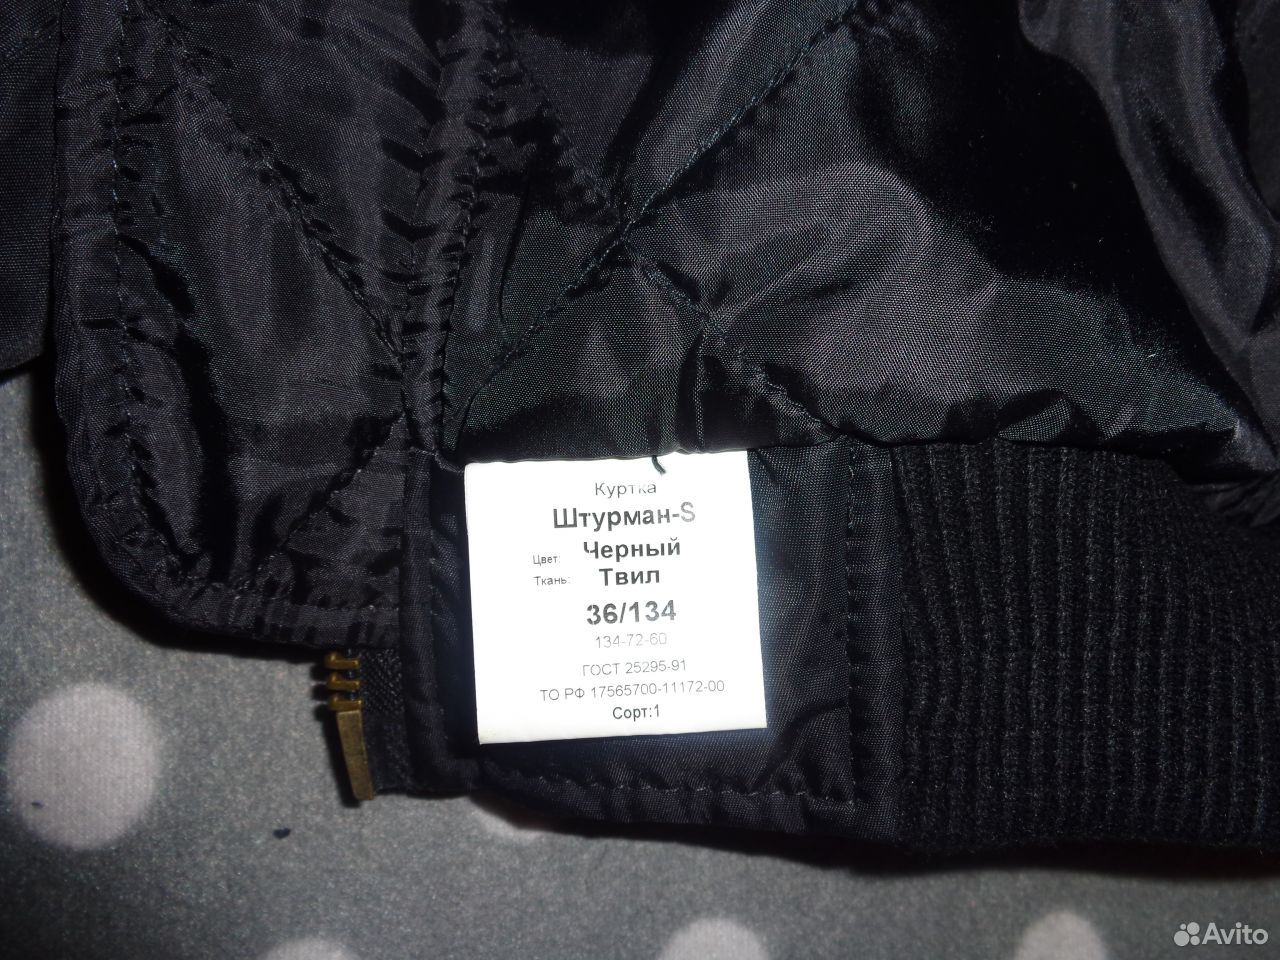 Куртка
Штурман-S
Цвет: Черный
Ткань: Твил
36/134
134-72-60
ГОСТ 25295-91
ТО РФ 17565700-11172-00
Сорт:1
Avito